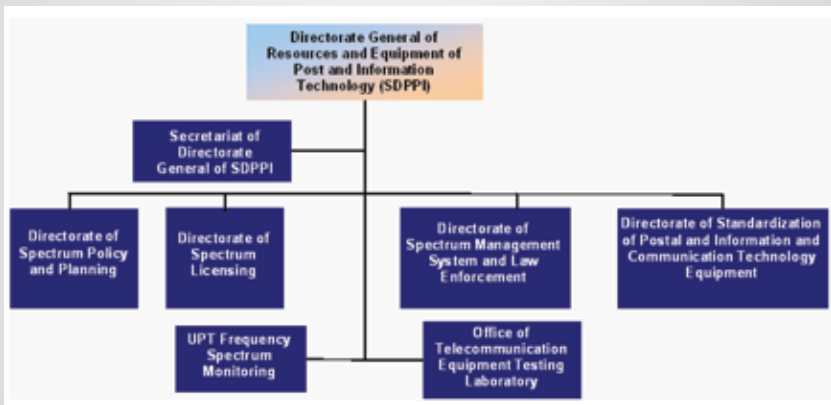 Directorate General of
Resources and Equipment of
Post and Information
Technology (SDPPI)
Secretariat of
Directorate
General of SDPPI
Directorate of
Spectrum Policy
and Planning
Directorate of
Spectrum
Licensing
Directorate of
Spectrum Management
System and Law
Enforcement
Directorate of Standardization
of Postal and Information and
Communication Technology
Equipment
UPT Frequency
Spectrum
Monitoring
Office of
Telecommunication
Equipment Testing
Laboratory